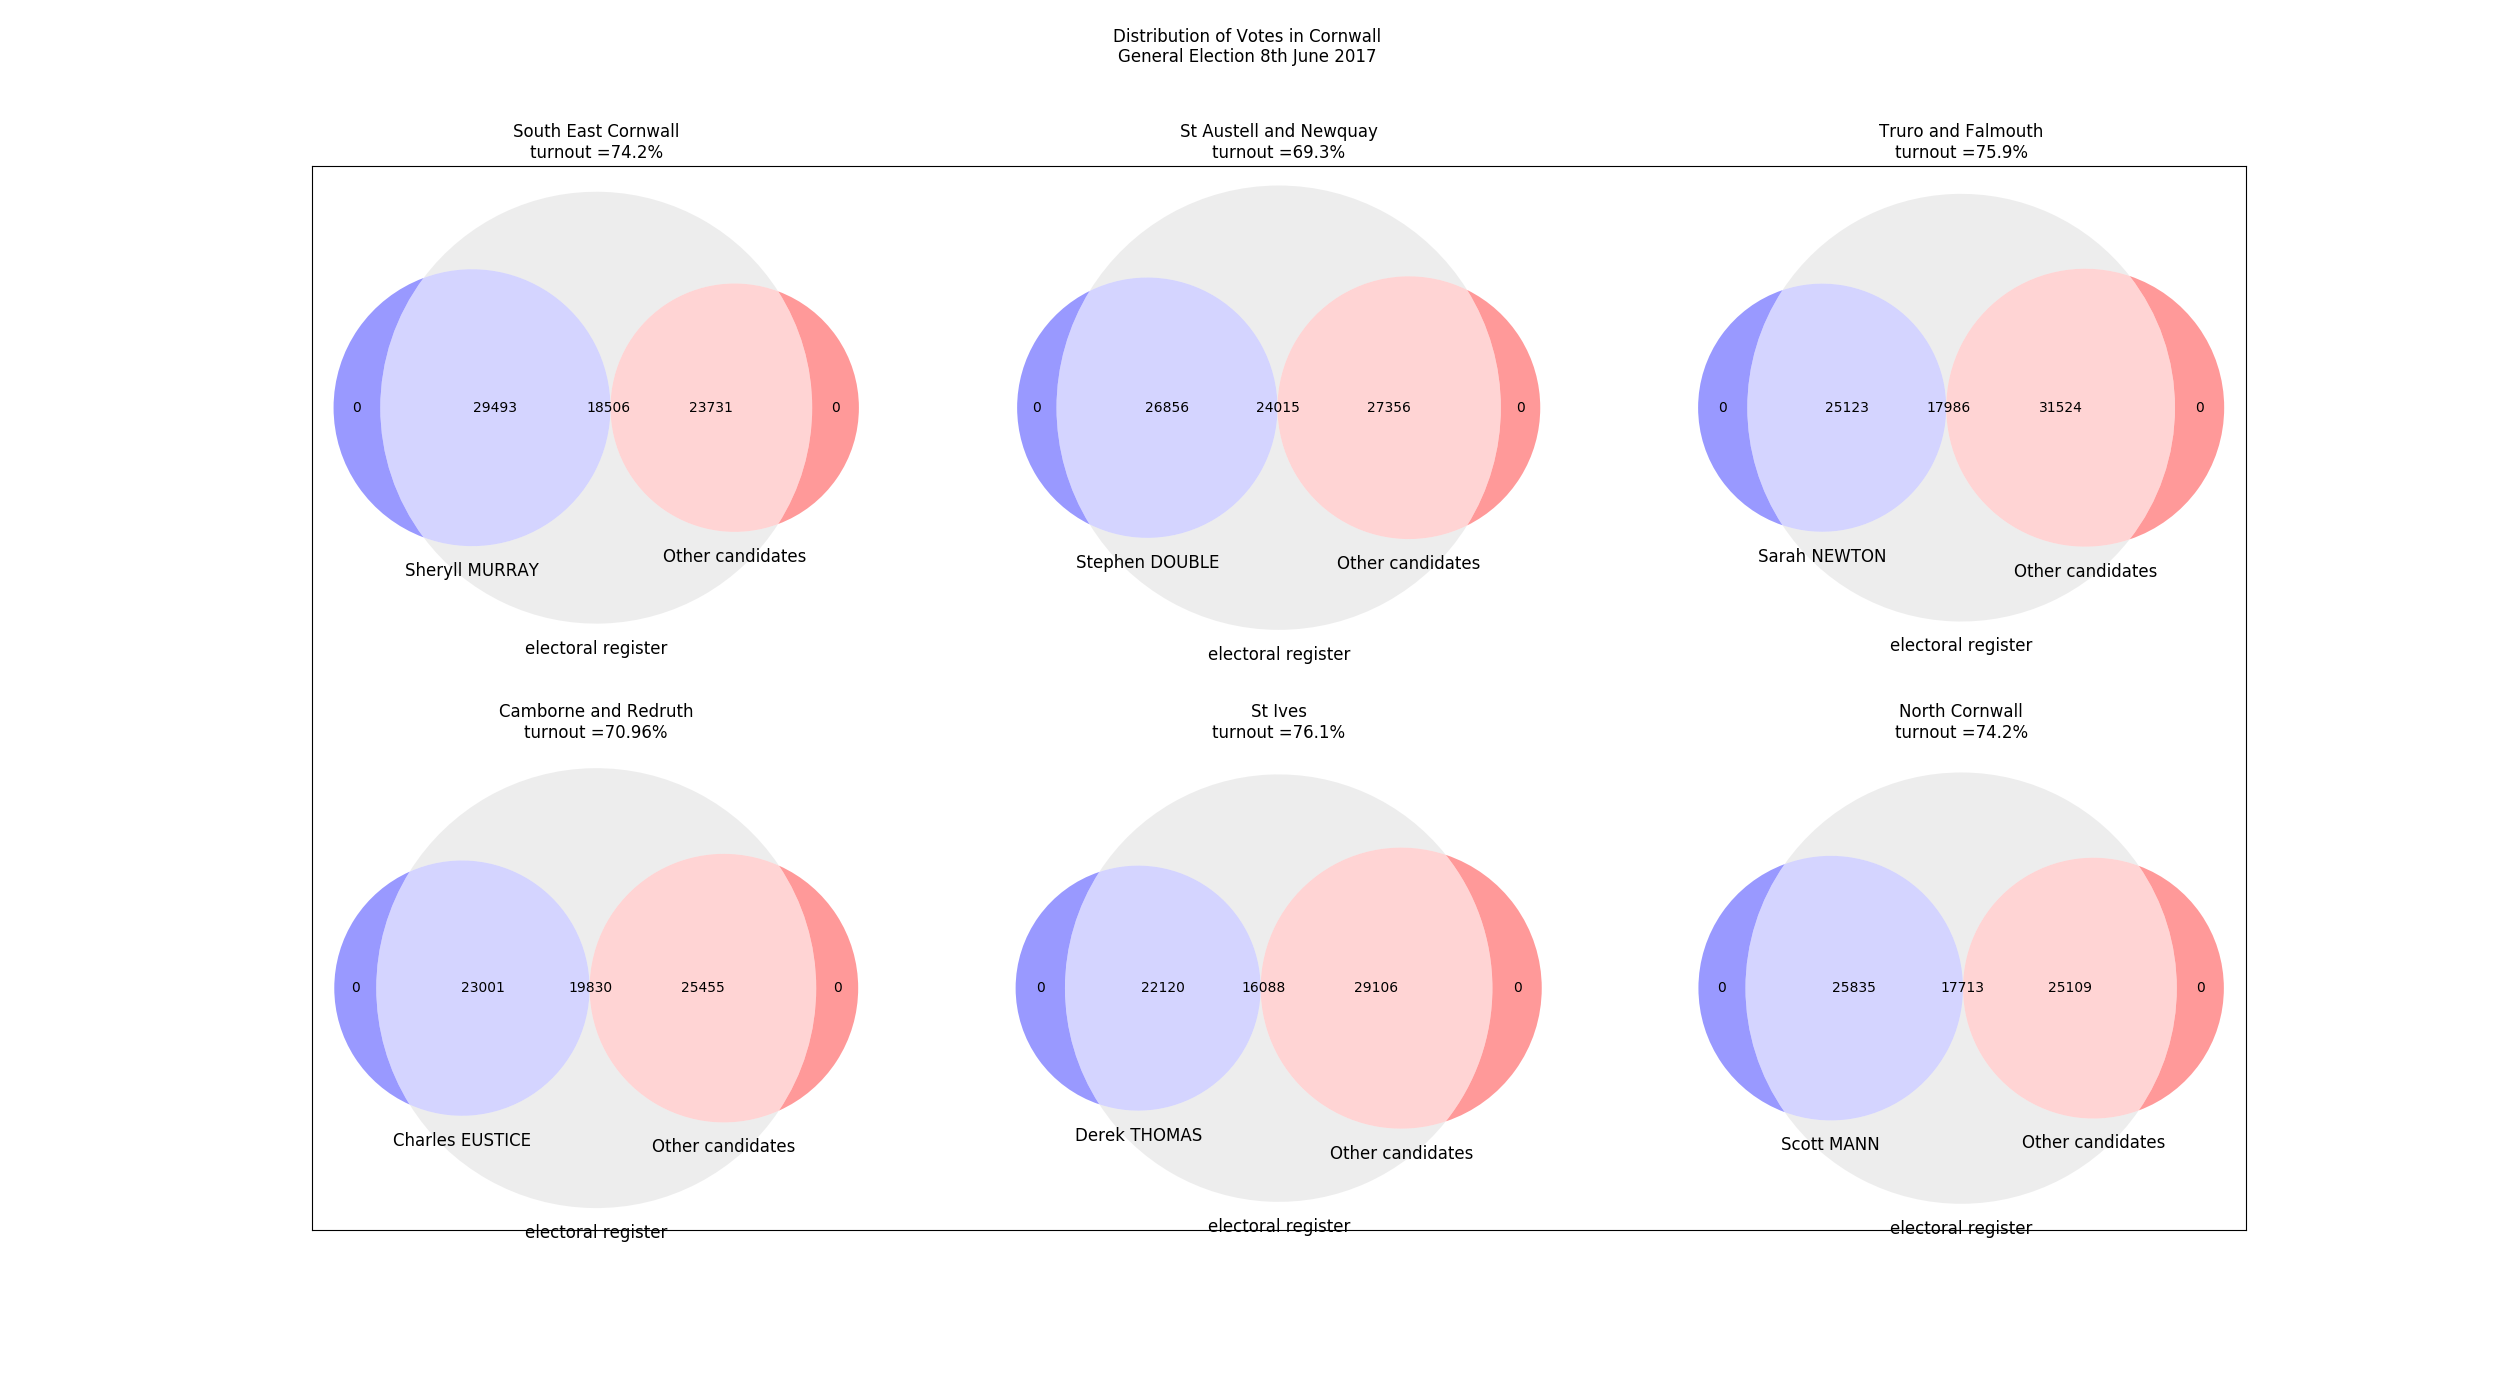 Distribution of Votes in Cornwall
General Election 8th June 2017
South East Cornwall
turnout =74.2%
0
29493
18506
23731
0
Sheryll MURRAY
Other candidates
electoral register
St Austell and Newquay
turnout =69.3%
0
26856
24015
27356
0
Stephen DOUBLE
Other candidates
electoral register
Truro and Falmouth
turnout =75.9%
0
25123
17986
31524
0
Sarah NEWTON
Other candidates
electoral register
Camborne and Redruth
turnout =70.96%
0
23001
19830
25455
0
Charles EUSTICE
Other candidates
electoral register
St Ives
turnout =76.1%
0
22120
16088
29106
0
Derek THOMAS
Other candidates
electoral register
North Cornwall
turnout =74.2%
0
25835
17713
25109
0
Scott MANN
Other candidates
electoral register